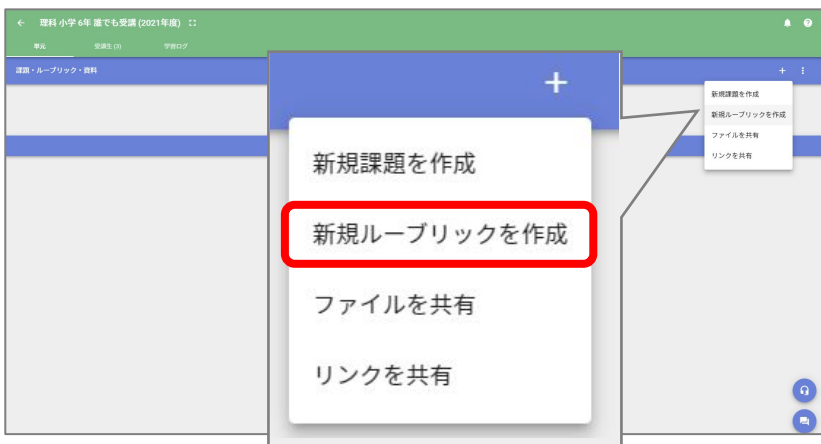 ← 理科 小学 6年 誰でも受講 (2021年度)
単元 受講生 (0) 学習ログ
課題・ルーブリック・資料
+
新規課題を作成
新規ルーブリックを作成
ファイルを共有
リンクを共有
+
新規課題を作成
新規ルーブリックを作成
ファイルを共有
リンクを共有